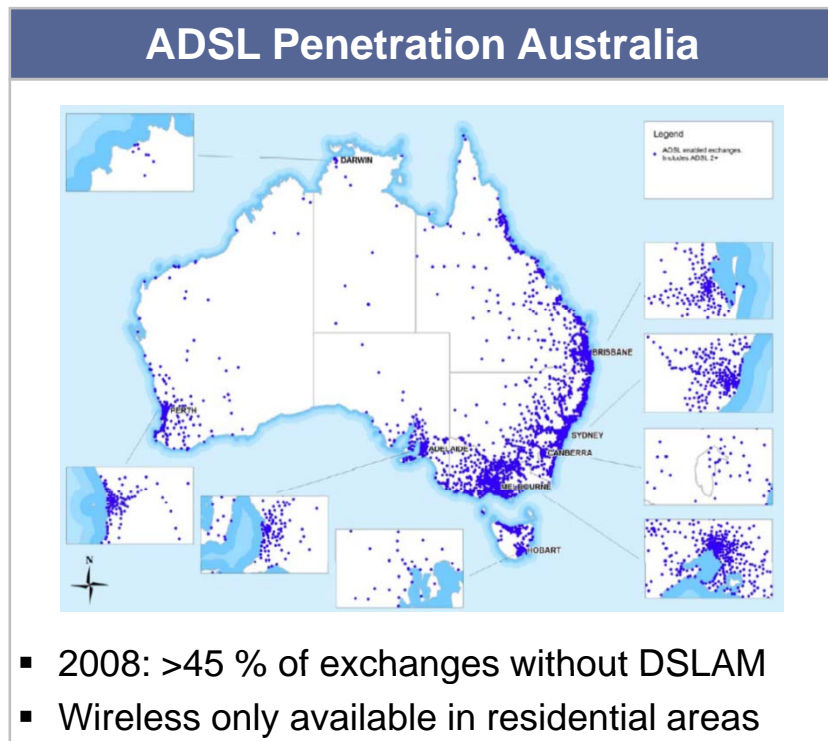 ADSL Penetration Australia
Legend
ADSL enabled exchanges.
Includes ADSL 2+
DARWIN
BRISBANE
PERTH
SYDNEY
ADELAIDE
CANBERRA
MELBOURNE
HOBART
N
▪ 2008: >45 % of exchanges without DSLAM
▪ Wireless only available in residential areas